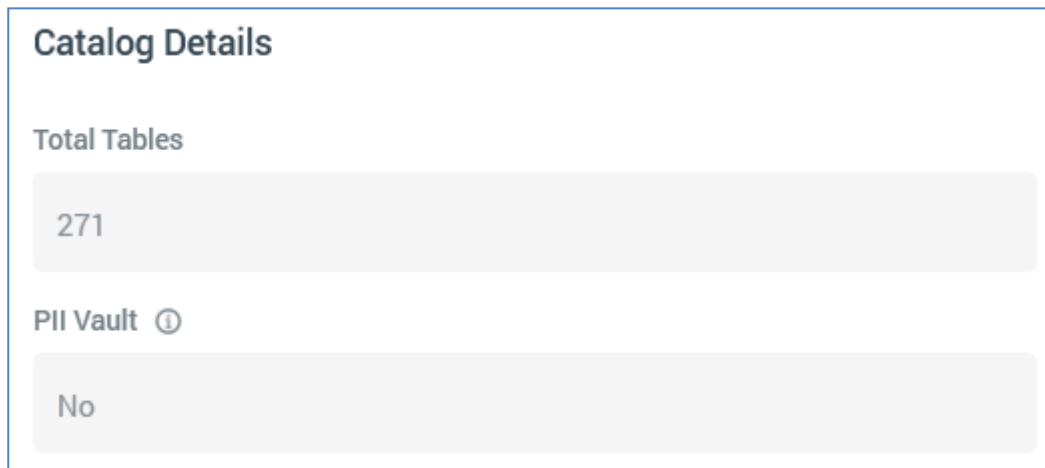 Catalog Details
Total Tables
271
PII Vault
No